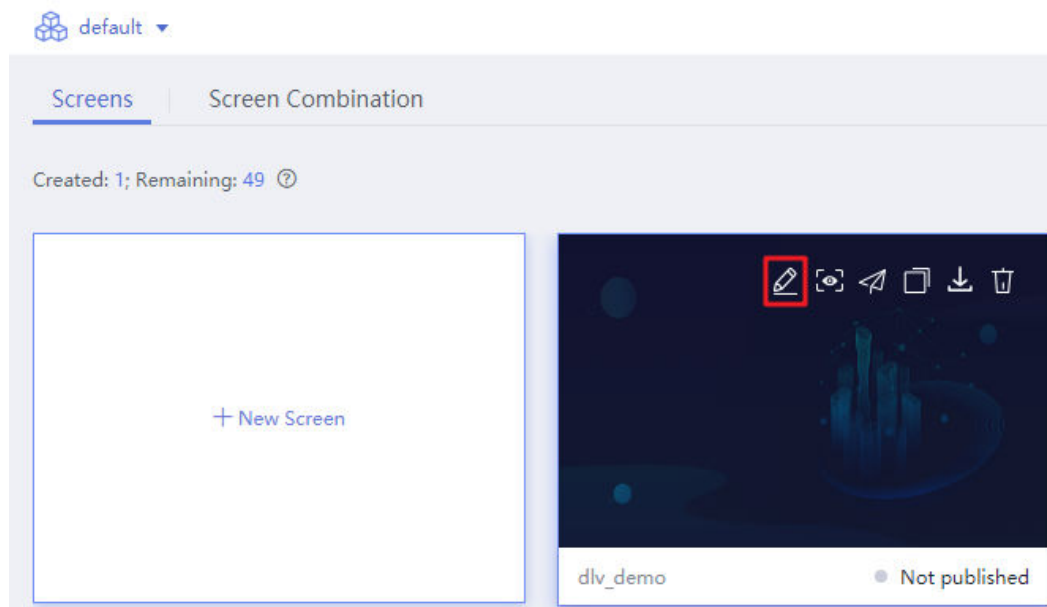 default
Screens Screen Combination
Created: 1; Remaining: 49
+ New Screen
dlv_demo Not published